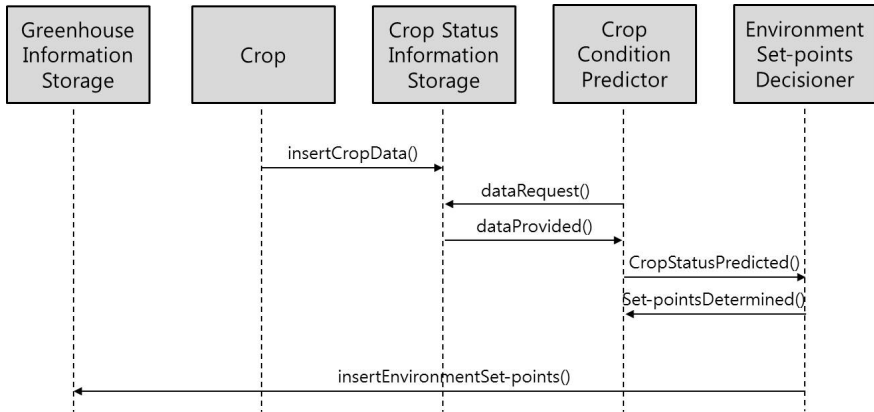 Greenhouse
Information
Storage
Crop
Crop Status
Information
Storage
Crop
Condition
Predictor
Environment
Set-points
Decisioner
insertCropData()
dataRequest()
dataProvided()
CropStatusPredicted()
Set-pointsDetermined()
insertEnvironmentSet-points()